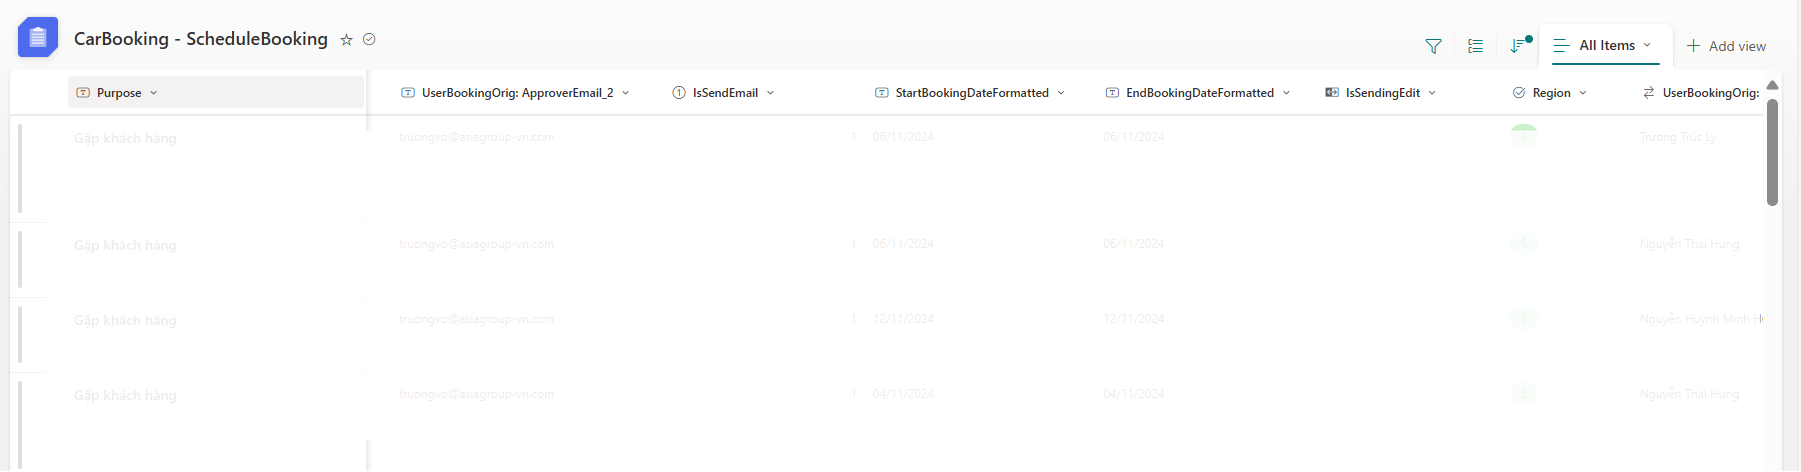 CarBooking - ScheduleBooking
All Items
Add view
Purpose
UserBookingOrig: ApproverEmail_2
IsSendEmail
StartBookingDateFormatted
EndBookingDateFormatted
IsSendingEdit
Region
UserBookingOrig:
Gặp khách hàng truongvo@asiagroup-vn.com 1 06/11/2024 06/11/2024 S Trương Trúc Ly
Gặp khách hàng truongvo@asiagroup-vn.com 1 06/11/2024 06/11/2024 S Nguyễn Thái Hưng
Gặp khách hàng truongvo@asiagroup-vn.com 1 12/11/2024 12/11/2024 S Nguyễn Huỳnh Minh
Gặp khách hàng truongvo@asiagroup-vn.com 1 04/11/2024 04/11/2024 S Nguyễn Thái Hưng